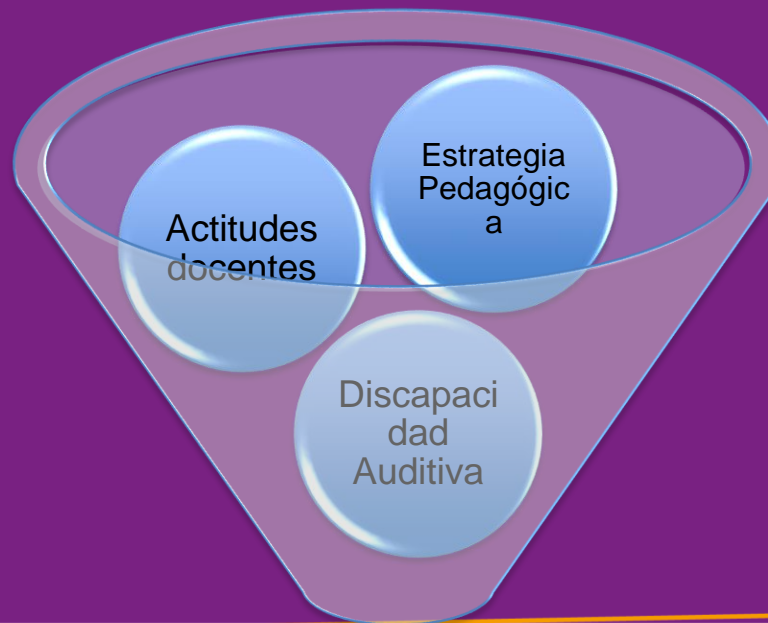 Estrategia
Pedagógic
a
Actitudes
docentes
Discapaci
dad
Auditiva